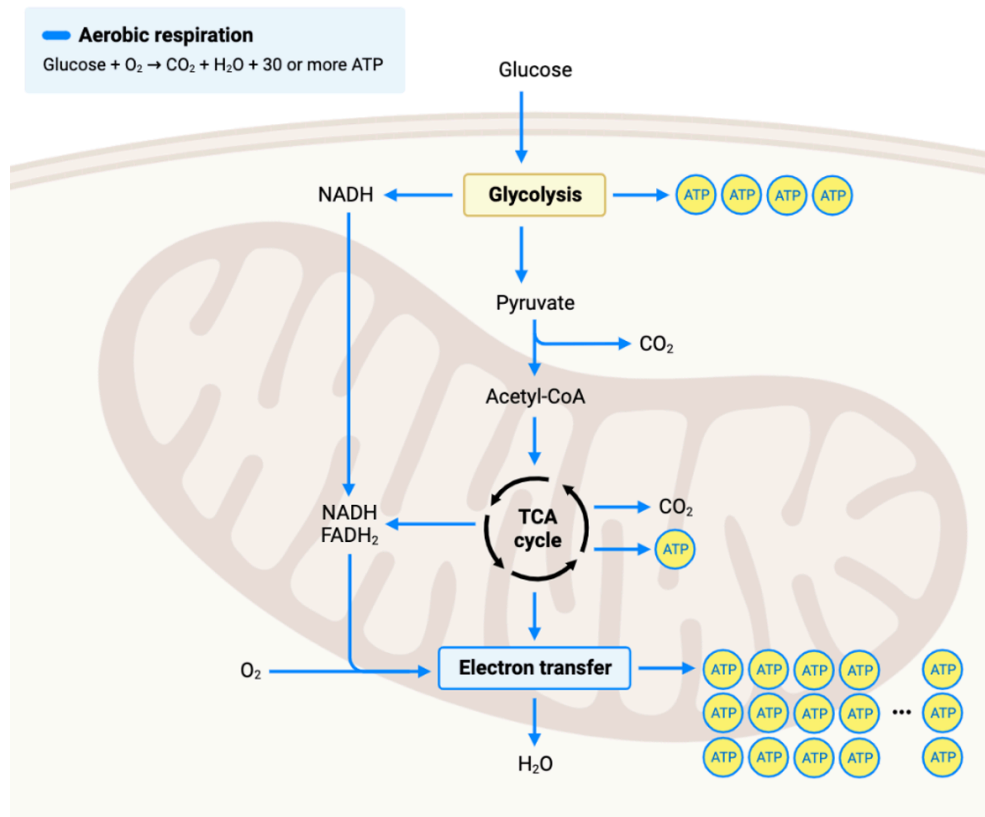 Aerobic respiration
Glucose + O₂ → CO₂ + H₂O + 30 or more ATP
Glucose
NADH
Glycolysis
ATP ATP ATP ATP
Pyruvate
CO₂
Acetyl-CoA
NADH
FADH₂
TCA
cycle
CO₂
ATP
O₂
Electron transfer
ATP ATP ATP ATP ATP
ATP ATP ATP ATP ... ATP
ATP ATP ATP ATP ATP
H₂O